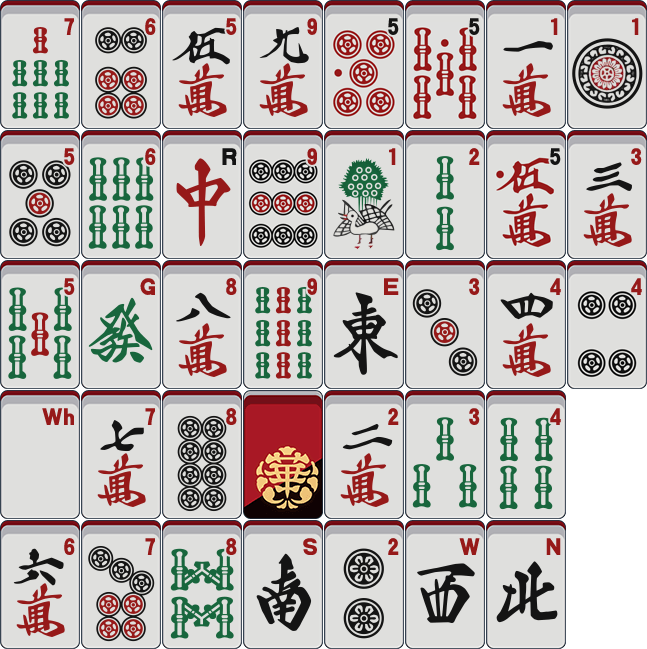 7 6 5 9 5 5 1 1
伍 九 一
萬 萬 萬
5 6 R 9 1 2 5 3
中 伍 三
萬 萬
5 G 8 9 E 3 4 4
發 八 東 四
萬 萬
Wh 7 8 2 3 4
七 二
萬 華 萬
6 7 8 S 2 W N
六 南 西 北
萬